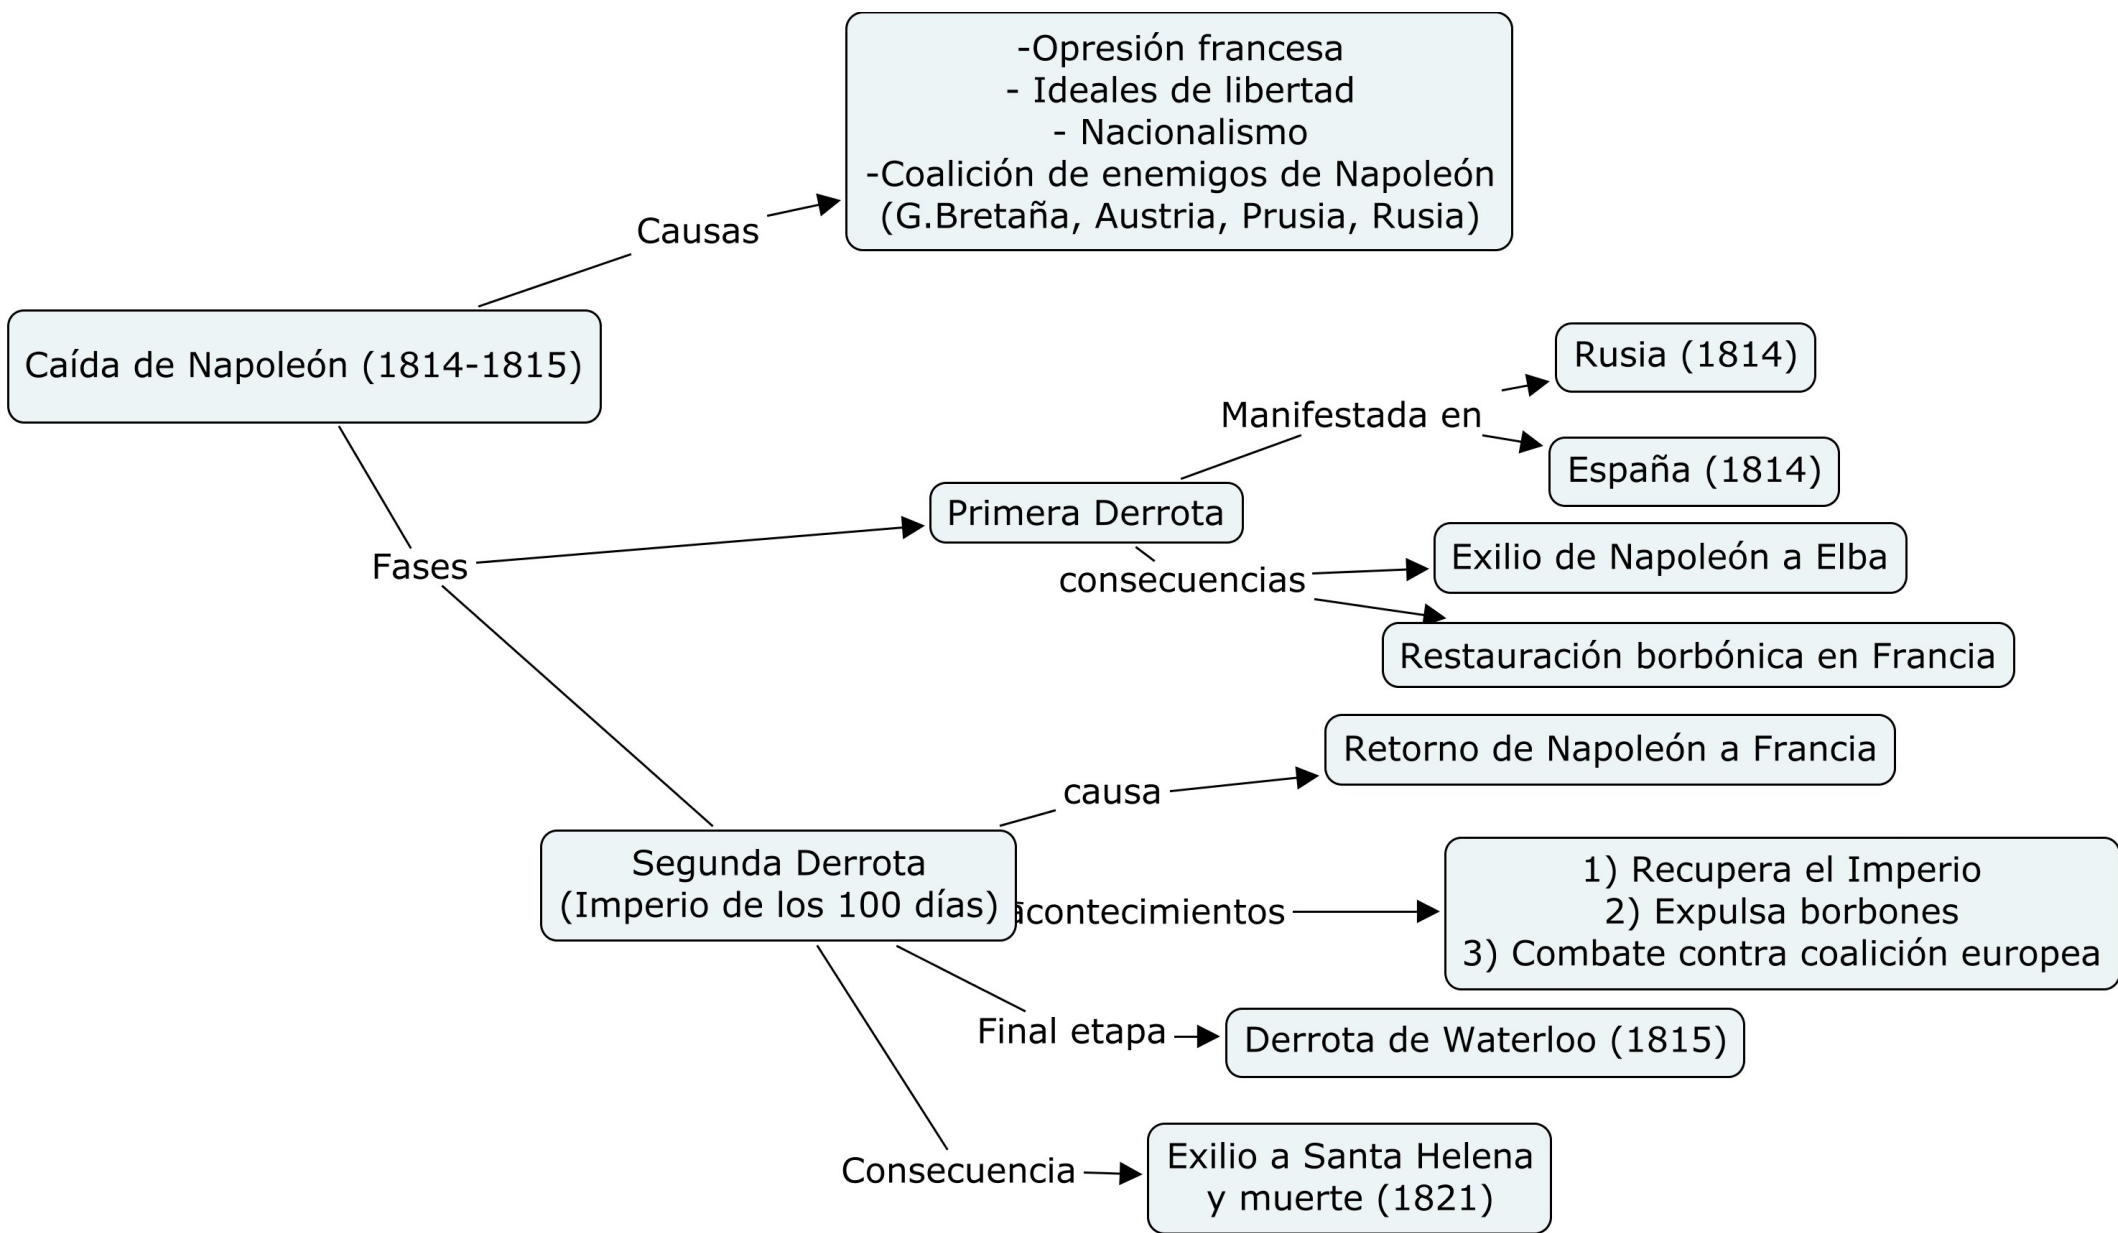 -Opresión francesa
- Ideales de libertad
- Nacionalismo
-Coalición de enemigos de Napoleón
(G.Bretaña, Austria, Prusia, Rusia)
Causas
Caída de Napoleón (1814-1815)
Rusia (1814)
Manifestada en
España (1814)
Primera Derrota
Fases
consecuencias
Exilio de Napoleón a Elba
Restauración borbónica en Francia
Retorno de Napoleón a Francia
causa
Segunda Derrota
(Imperio de los 100 días)
acontecimientos
1) Recupera el Imperio
2) Expulsa borbones
3) Combate contra coalición europea
Final etapa
Derrota de Waterloo (1815)
Consecuencia
Exilio a Santa Helena
y muerte (1821)